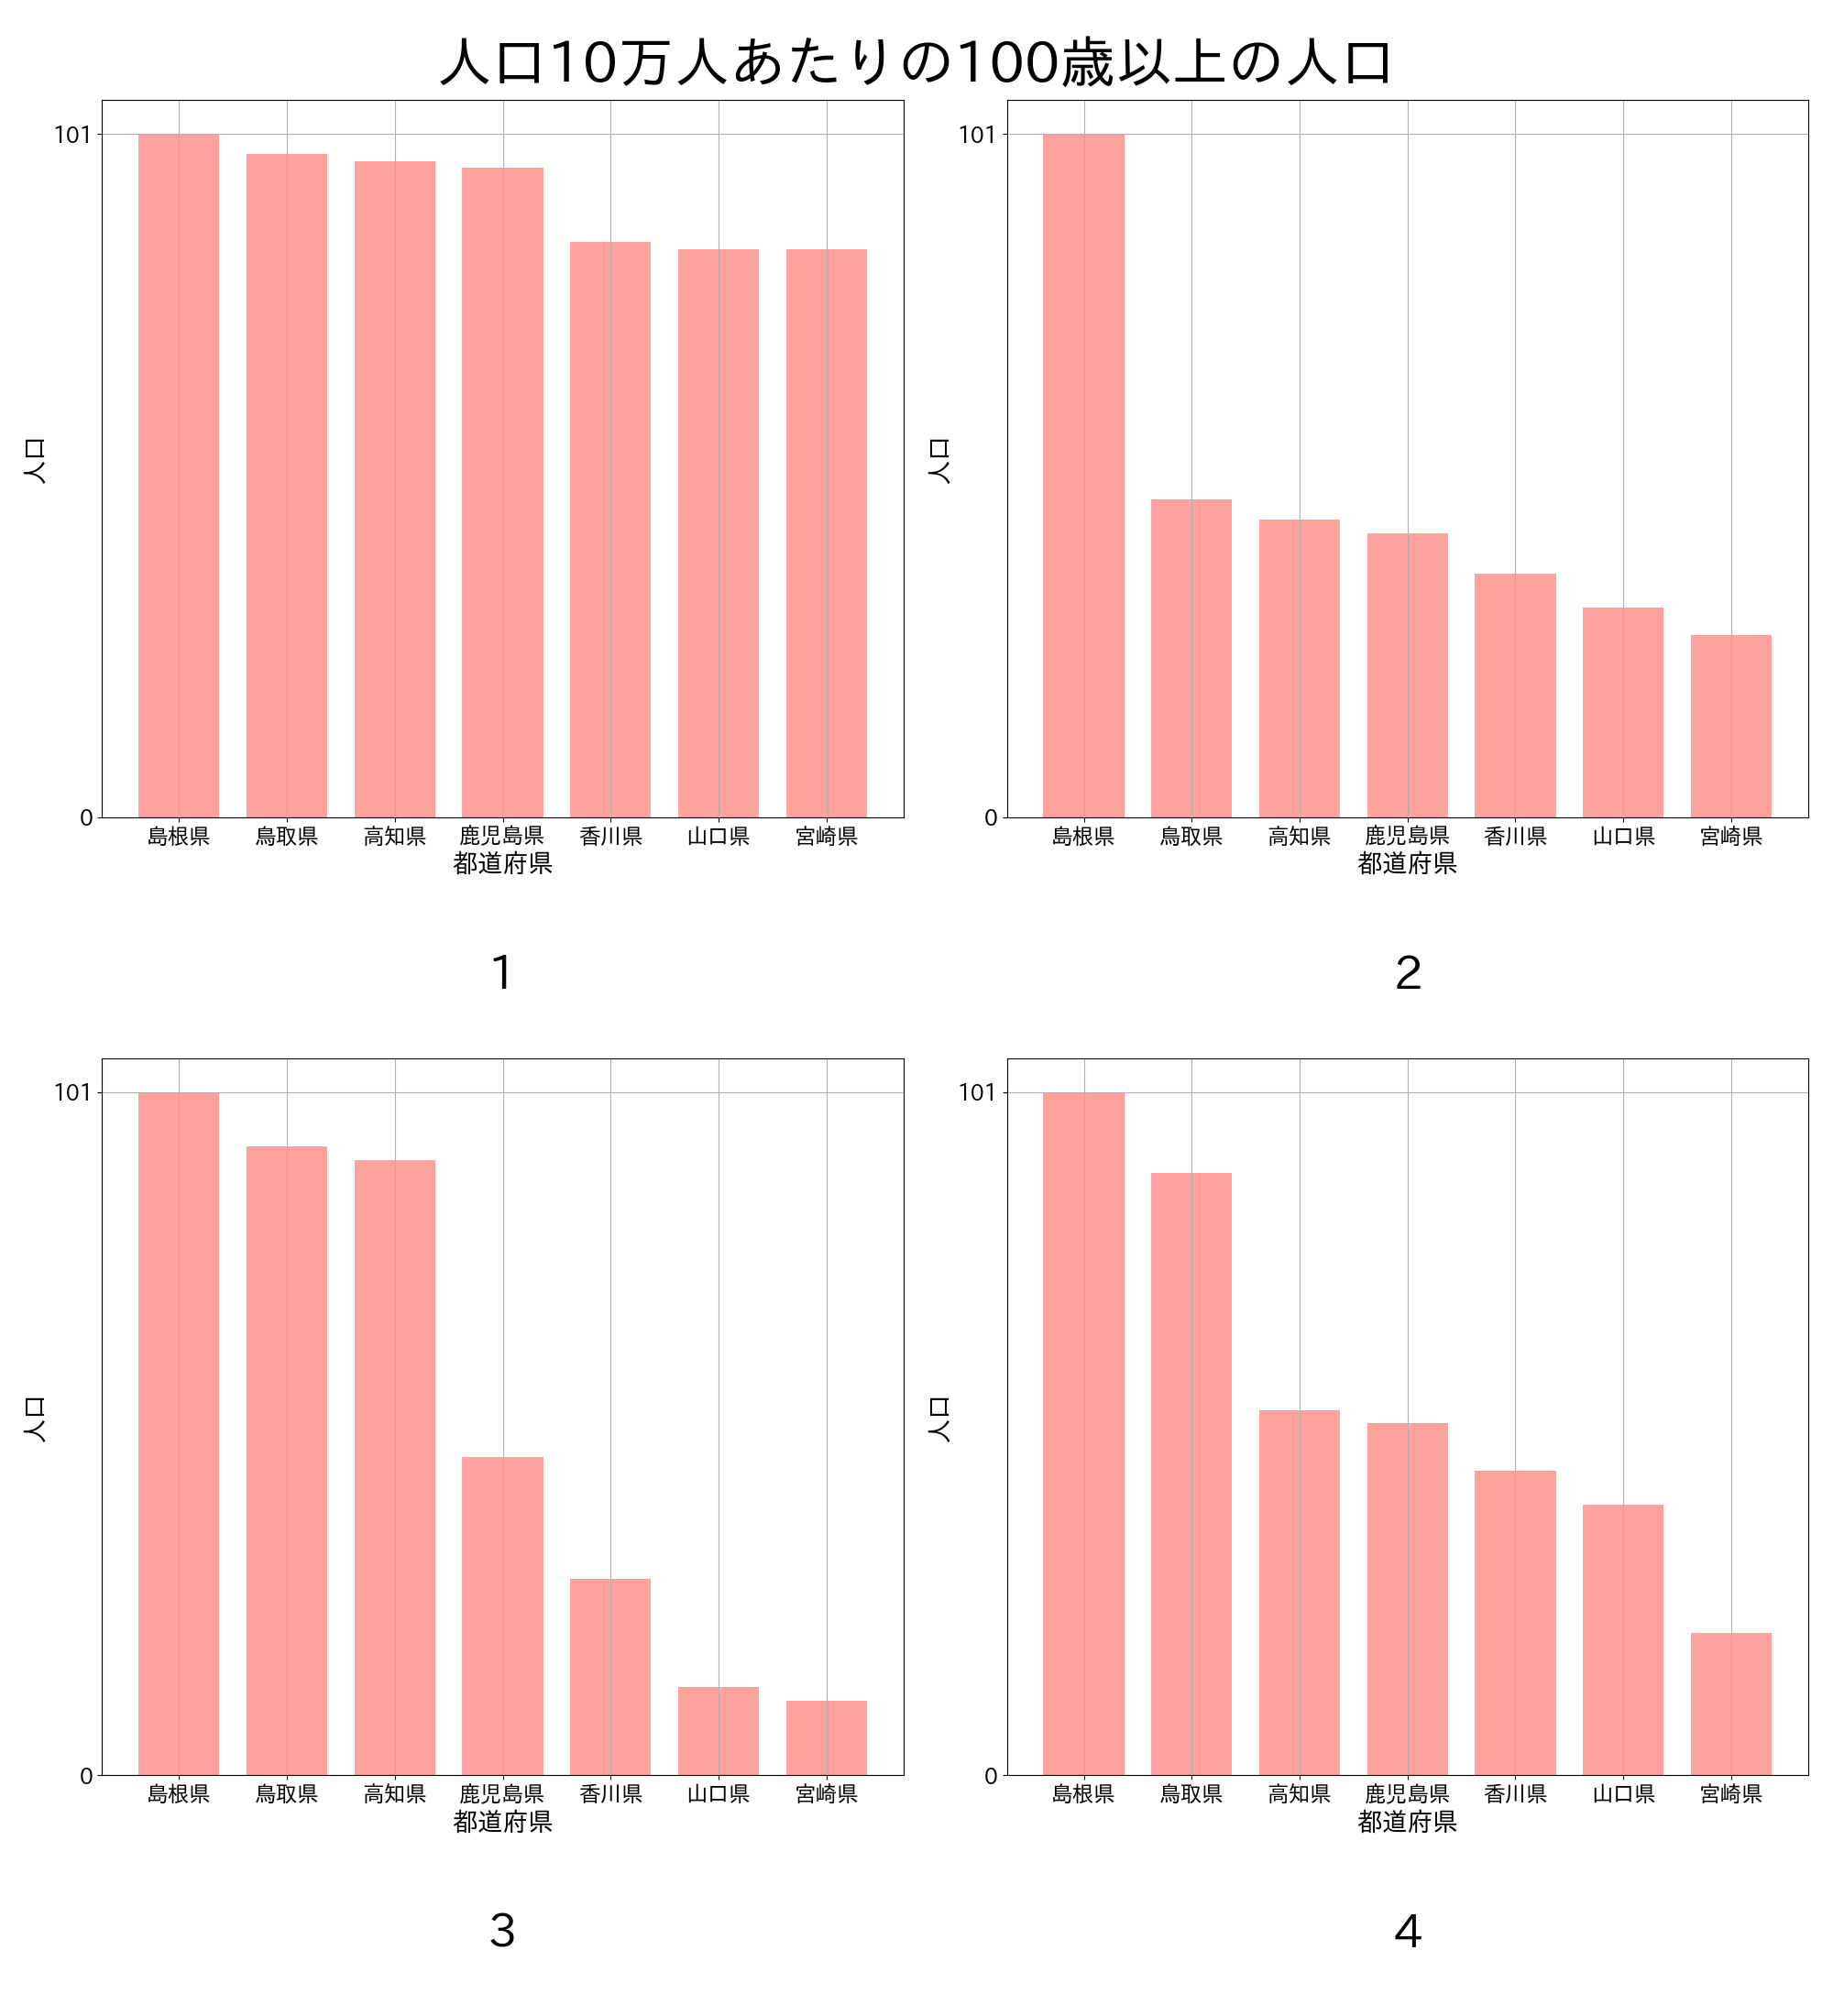 人口10万人あたりの100歳以上の人口
101
0
人口
島根県 鳥取県 高知県 鹿児島県 香川県 山口県 宮崎県
都道府県
1
101
0
人口
島根県 鳥取県 高知県 鹿児島県 香川県 山口県 宮崎県
都道府県
2
101
0
人口
島根県 鳥取県 高知県 鹿児島県 香川県 山口県 宮崎県
都道府県
3
101
0
人口
島根県 鳥取県 高知県 鹿児島県 香川県 山口県 宮崎県
都道府県
4